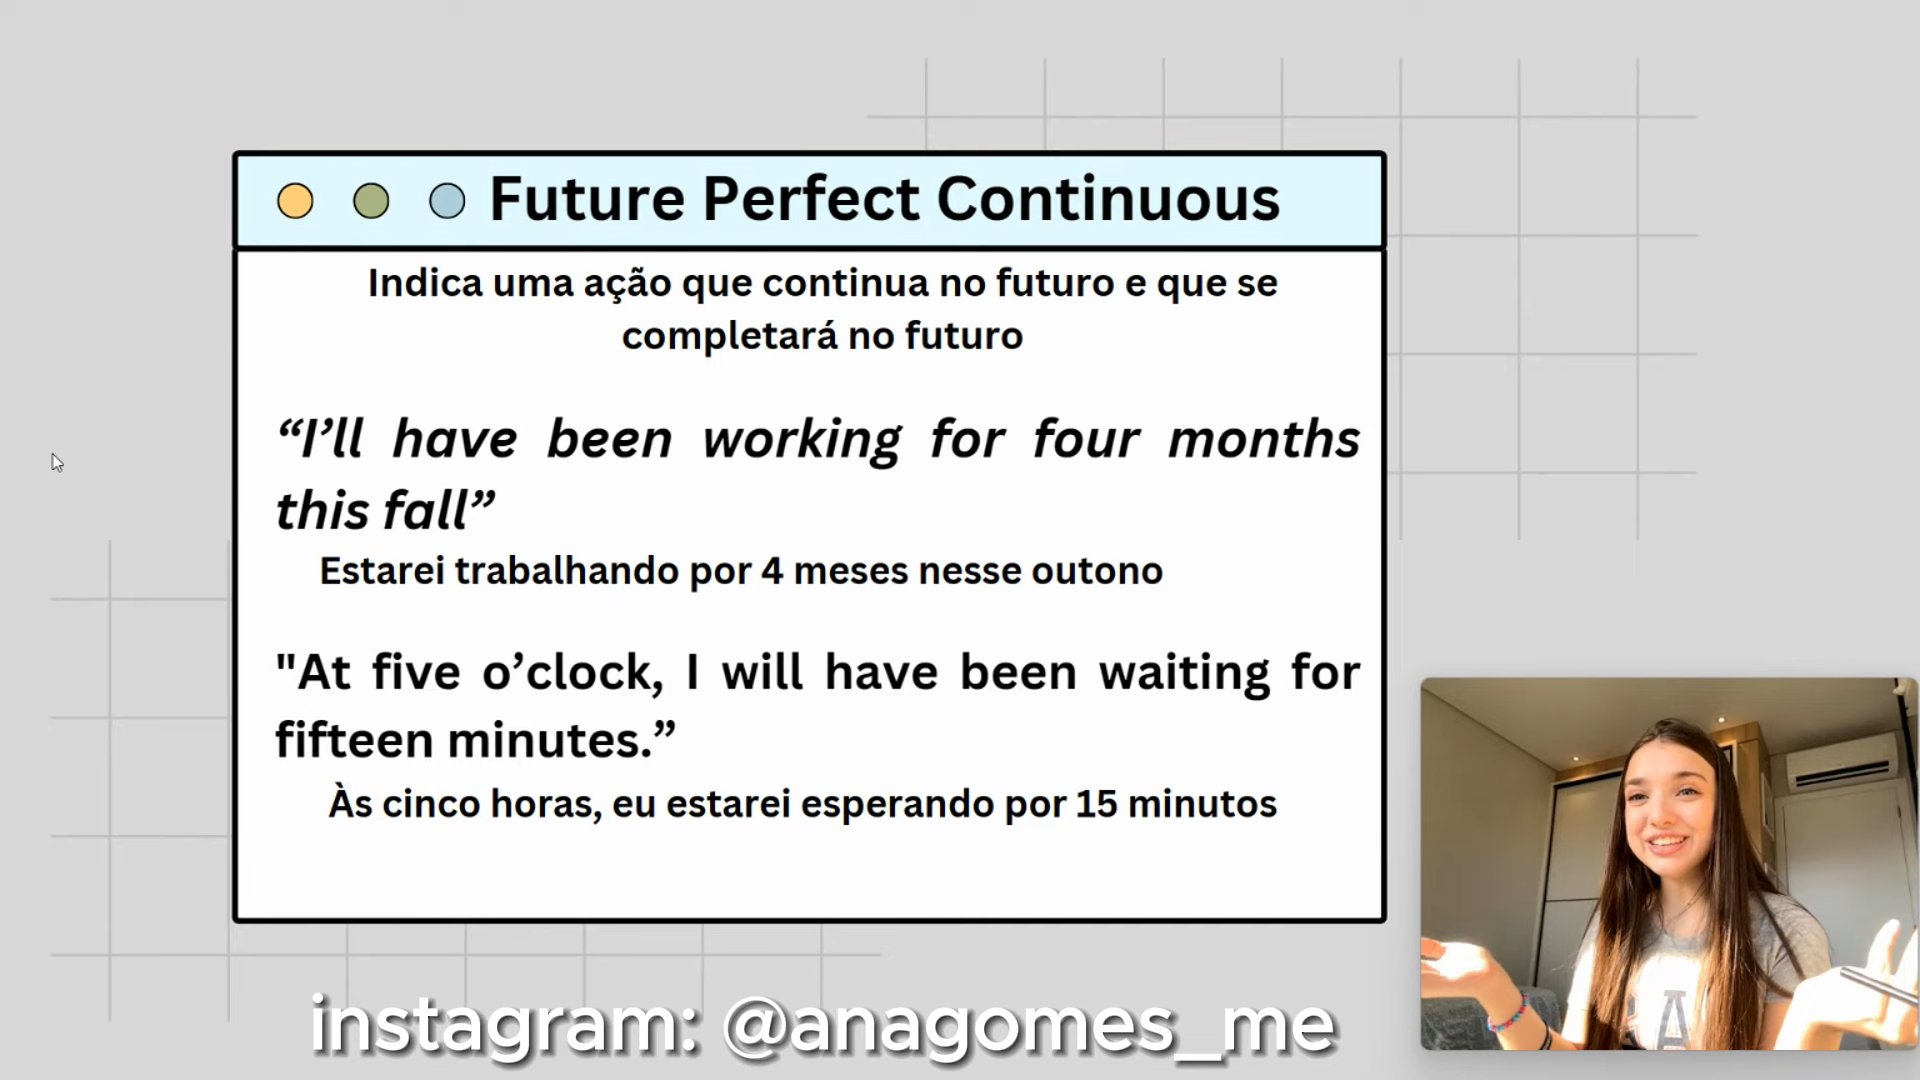 Future Perfect Continuous
Indica uma ação que continua no futuro e que se
completará no futuro
“I’ll have been working for four months
this fall”
Estarei trabalhando por 4 meses nesse outono
"At five o’clock, I will have been waiting for
fifteen minutes.”
Às cinco horas, eu estarei esperando por 15 minutos
instagram: @anagomes_me